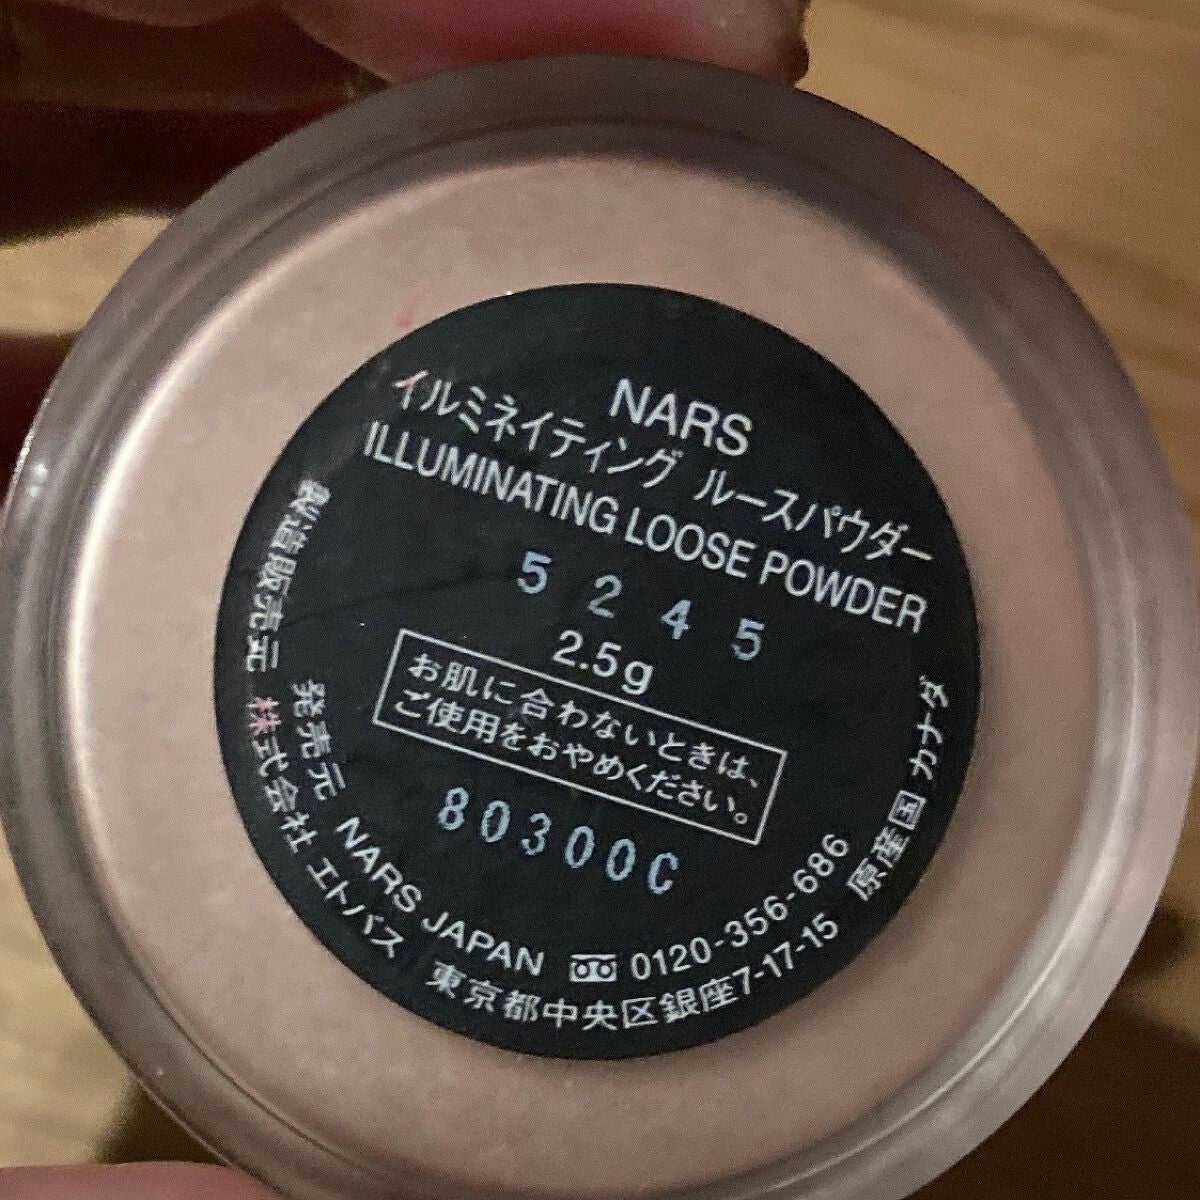 NARS
イルミネイティング ルースパウダー
ILLUMINATING LOOSE POWDER
5245
2.5g
お肌に合わないときは、
ご使用をおやめください。
80300C
発売元 NARS JAPAN 0120-356-686
製造販売元 株式会社 エトバス 東京都中央区銀座7-17-15 原産国 カナダ